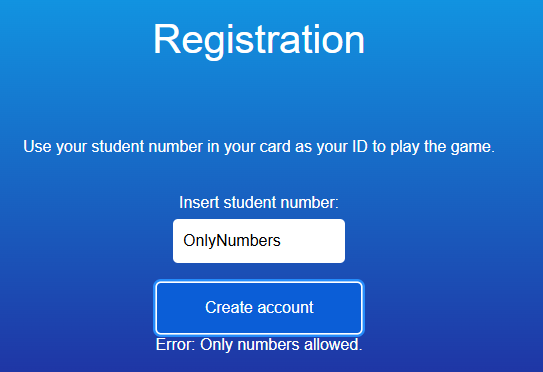 Registration
Use your student number in your card as your ID to play the game.
Insert student number:
OnlyNumbers
Create account
Error: Only numbers allowed.